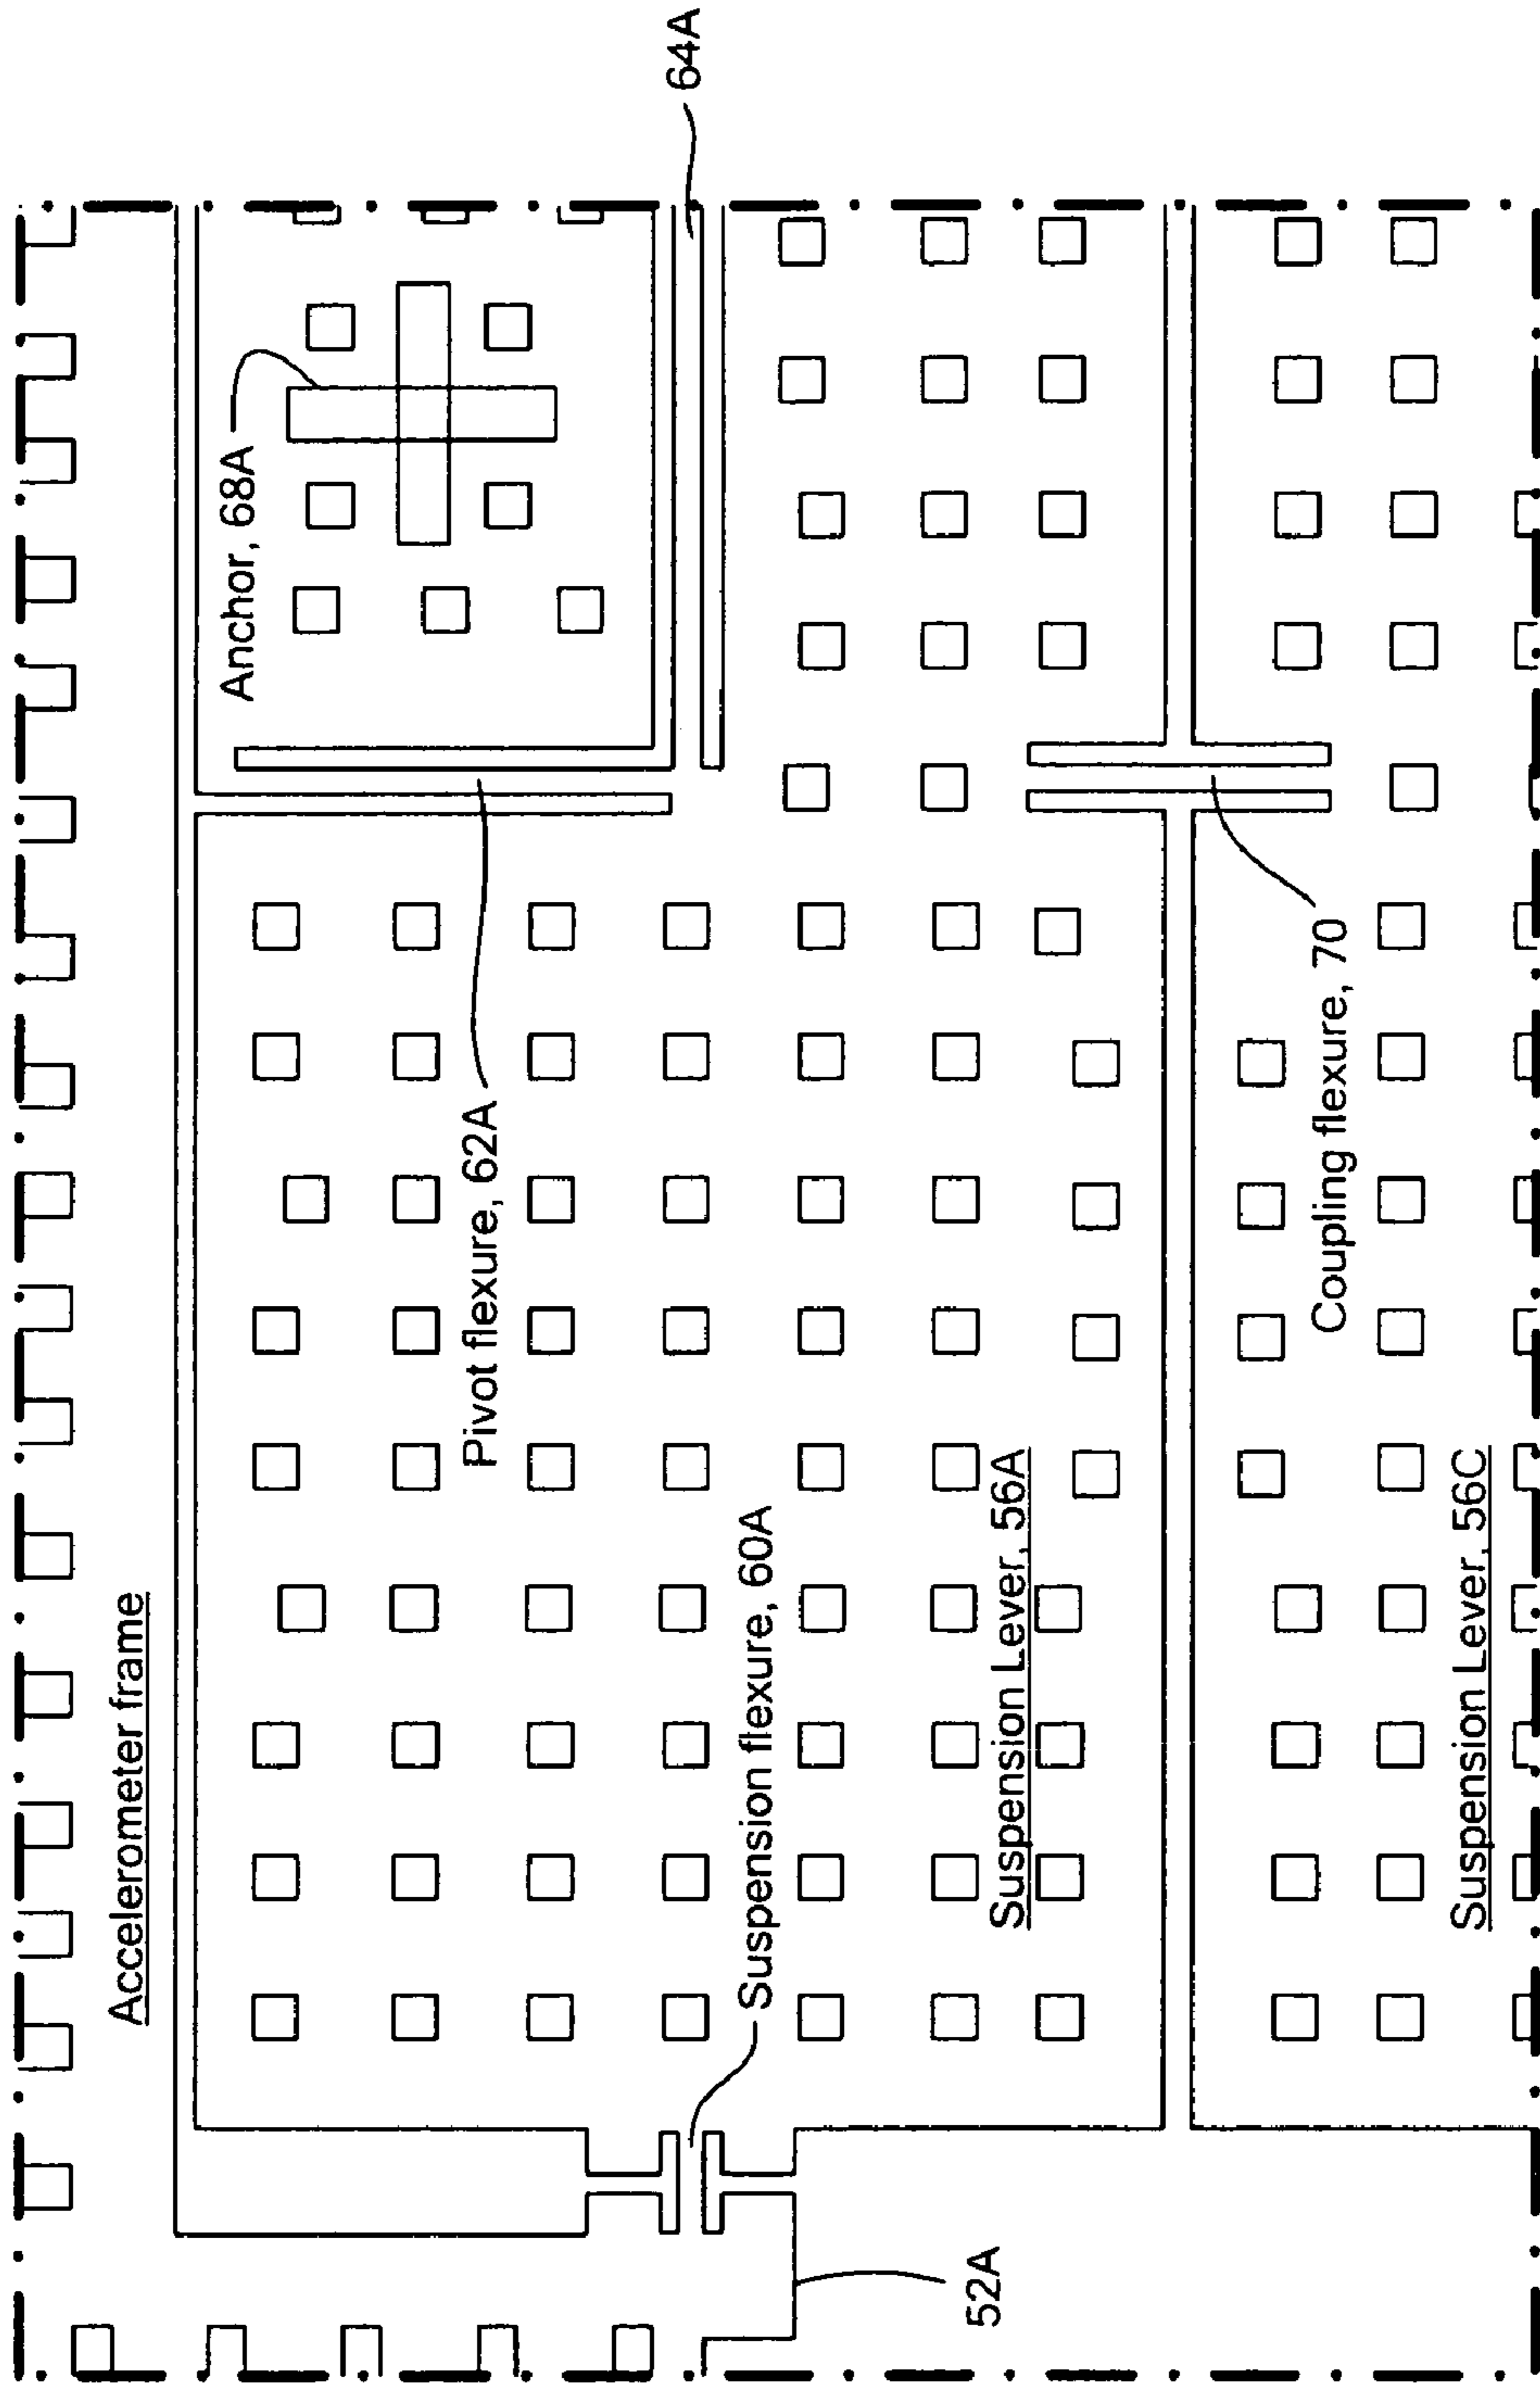 Accelerometer frame
Anchor, 68A
Pivot flexure, 62A
64A
Suspension flexure, 60A
52A
Suspension Lever, 56A
Coupling flexure, 70
Suspension Lever, 56C